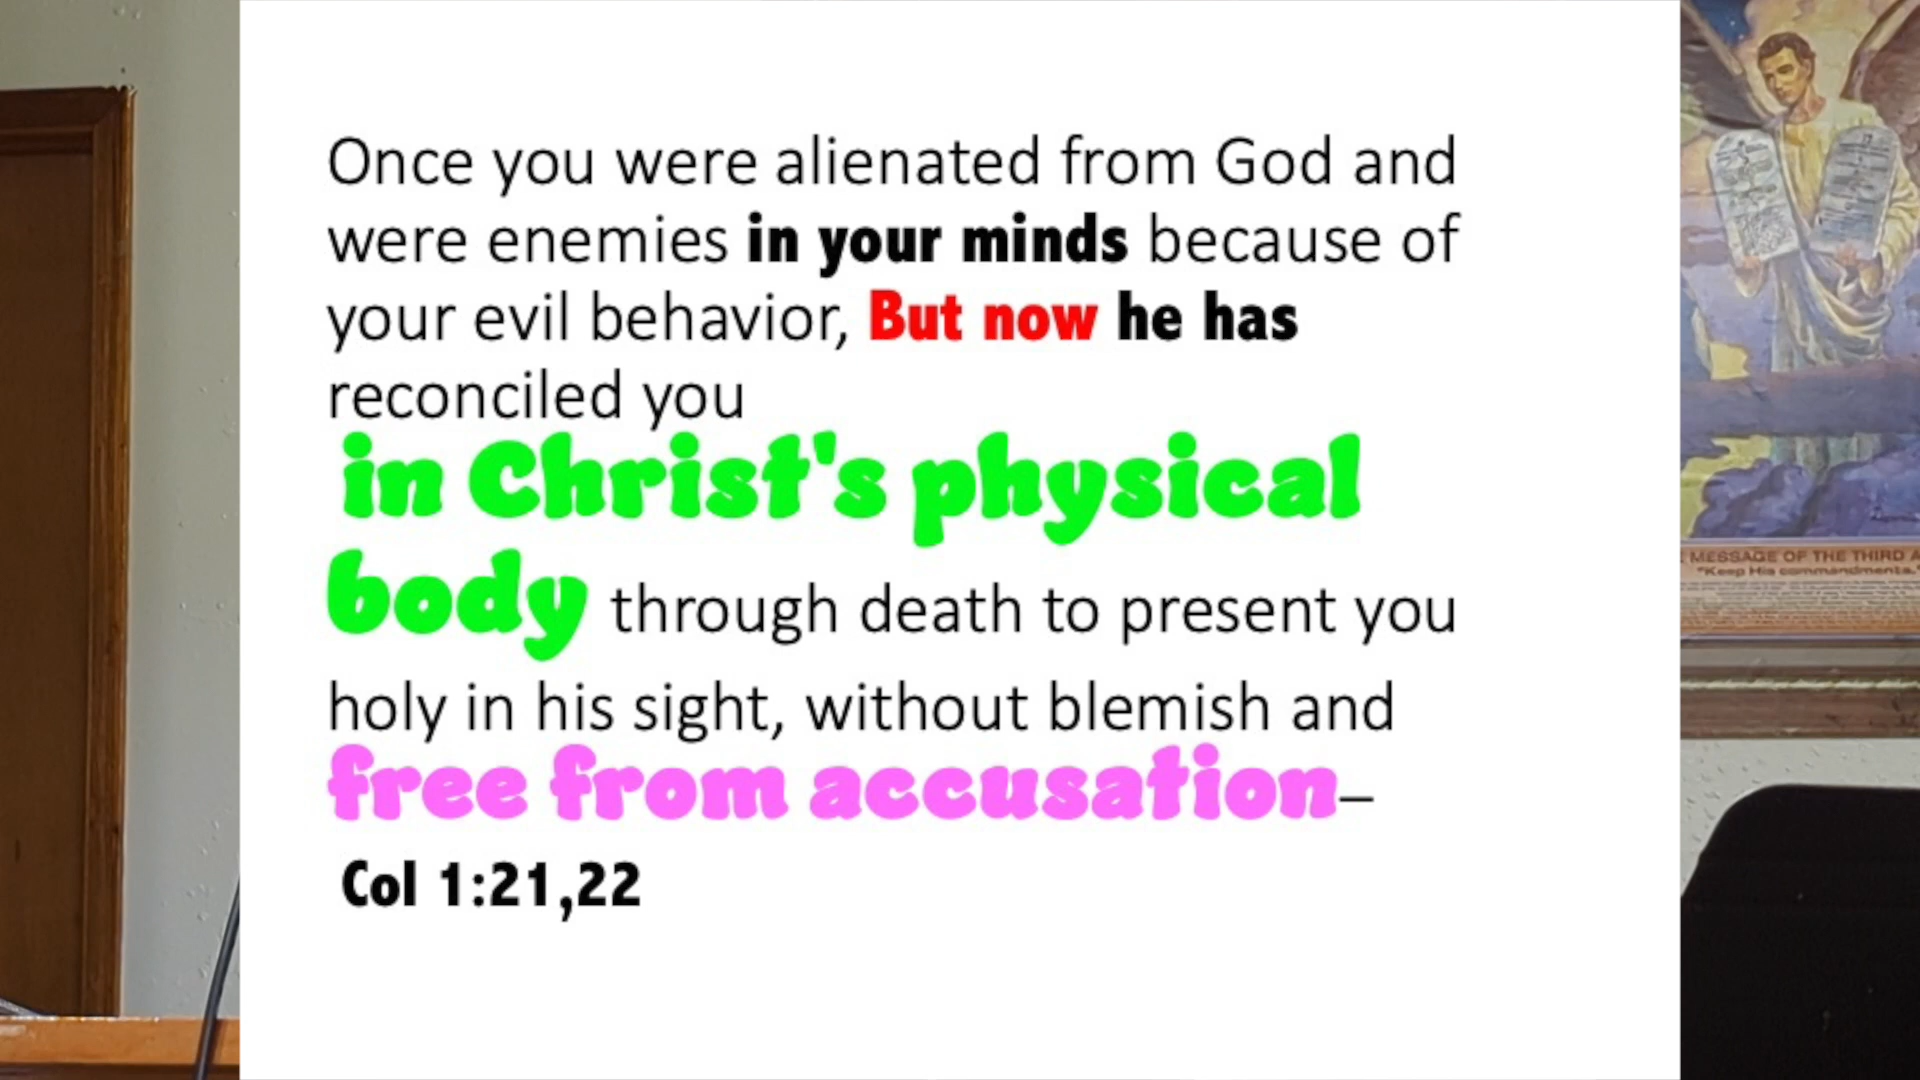 Once you were alienated from God and
were enemies in your minds because of
your evil behavior, But now he has
reconciled you
in Christ's physical
body through death to present you
holy in his sight, without blemish and
free from accusation–
Col 1:21,22
MESSAGE OF THE THIRD A
"Keep His commandments."